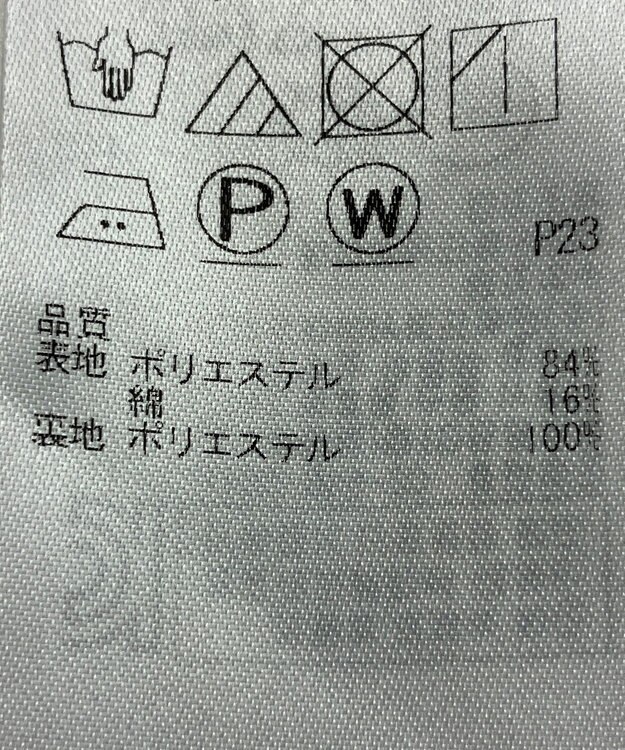 P W
P23
品質
表地 ポリエステル 84%
綿 16%
裏地 ポリエステル 100%